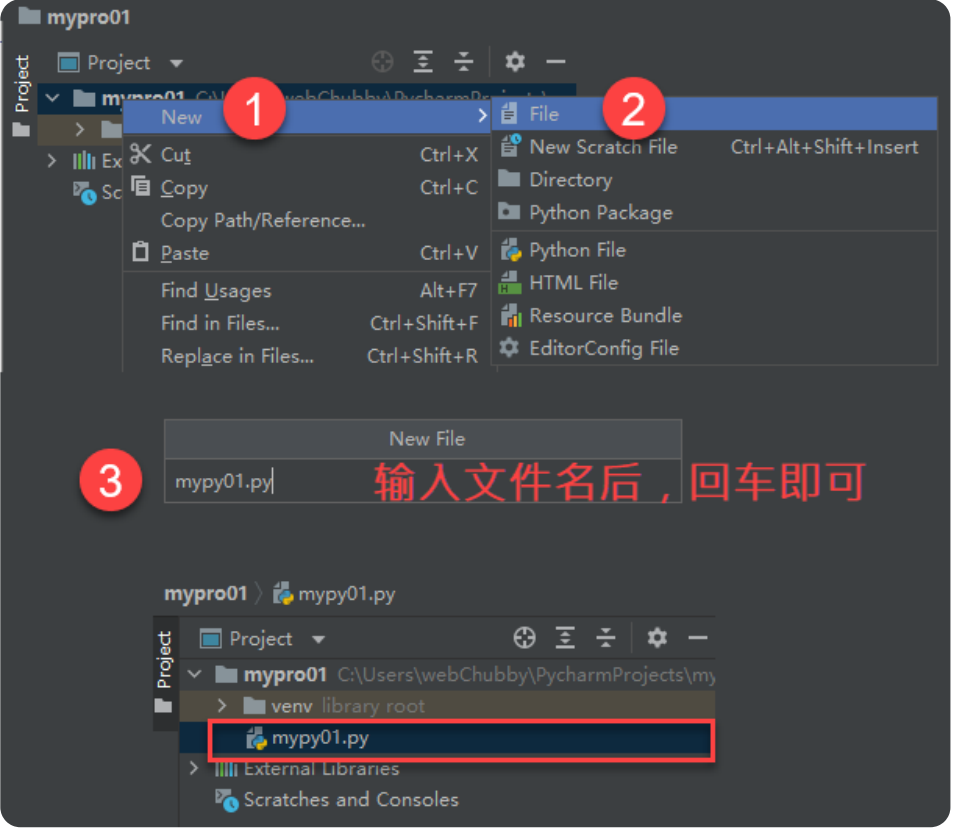 mypro01
Project
Project
mypro01 C:\Users\webChubby\PycharmProjects\
New
1
File
2
Cut Ctrl+X
New Scratch File Ctrl+Alt+Shift+Insert
Ex
Copy Ctrl+C
Directory
Sc
Copy Path/Reference...
Python Package
Paste Ctrl+V
Python File
Find Usages Alt+F7
HTML File
Find in Files... Ctrl+Shift+F
Resource Bundle
Replace in Files... Ctrl+Shift+R
EditorConfig File
New File
3
mypy01.py
输入文件名后，回车即可
mypro01 mypy01.py
Project
Project
mypro01 C:\Users\webChubby\PycharmProjects\my
venv library root
mypy01.py
External Libraries
Scratches and Consoles